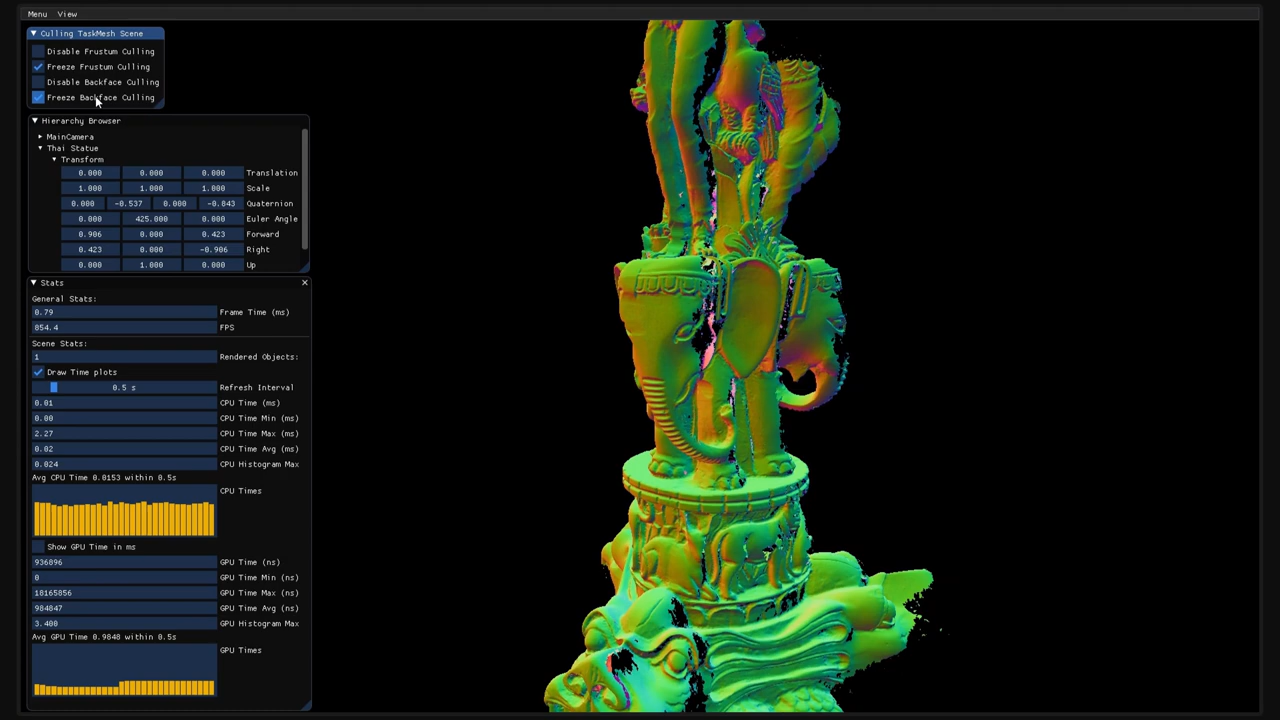 Menu View
Culling TaskMesh Scene
Disable Frustum Culling
Freeze Frustum Culling
Disable Backface Culling
Freeze Backface Culling
Hierarchy Browser
MainCamera
Thai Statue
Transform
0.000 0.000 0.000 Translation
1.000 1.000 1.000 Scale
0.000 -0.537 0.000 -0.843 Quaternion
0.000 425.000 0.000 Euler Angle
0.906 0.000 0.423 Forward
0.423 0.000 -0.906 Right
0.000 1.000 0.000 Up
Stats
General Stats:
0.79 Frame Time (ms)
854.4 FPS
Scene Stats:
1 Rendered Objects:
Draw Time plots
0.5 s Refresh Interval
0.01 CPU Time (ms)
0.00 CPU Time Min (ms)
2.27 CPU Time Max (ms)
0.02 CPU Time Avg (ms)
0.024 CPU Histogram Max
Avg CPU Time 0.0153 within 0.5s
CPU Times
Show GPU Time in ms
936896 GPU Time (ns)
0 GPU Time Min (ns)
18165856 GPU Time Max (ns)
984847 GPU Time Avg (ns)
3.400 GPU Histogram Max
Avg GPU Time 0.9848 within 0.5s
GPU Times